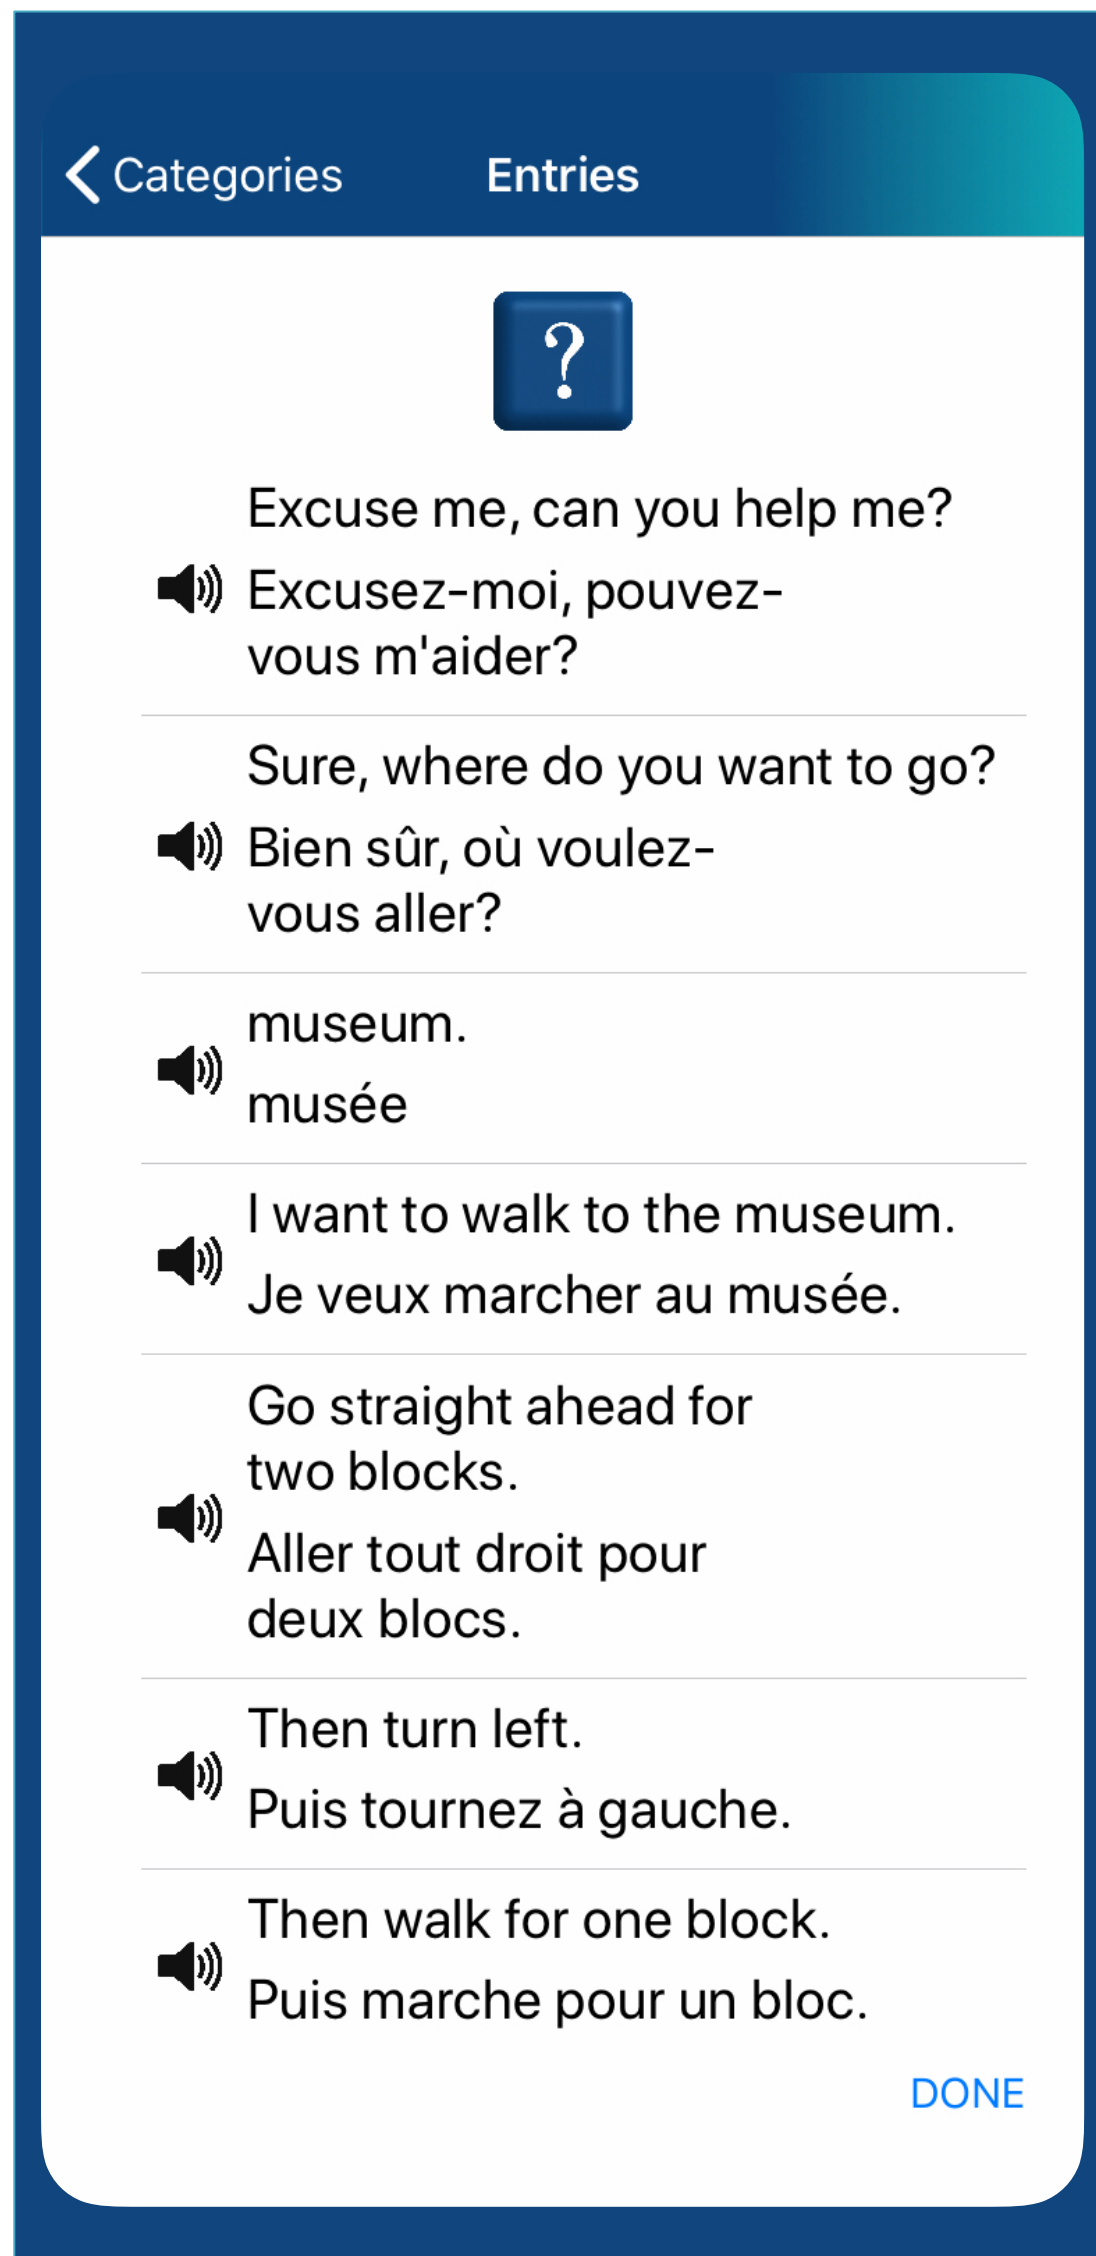 Categories
Entries
?
Excuse me, can you help me?
Excusez-moi, pouvez-
vous m'aider?
Sure, where do you want to go?
Bien sûr, où voulez-
vous aller?
museum.
musée
I want to walk to the museum.
Je veux marcher au musée.
Go straight ahead for
two blocks.
Aller tout droit pour
deux blocs.
Then turn left.
Puis tournez à gauche.
Then walk for one block.
Puis marche pour un bloc.
DONE